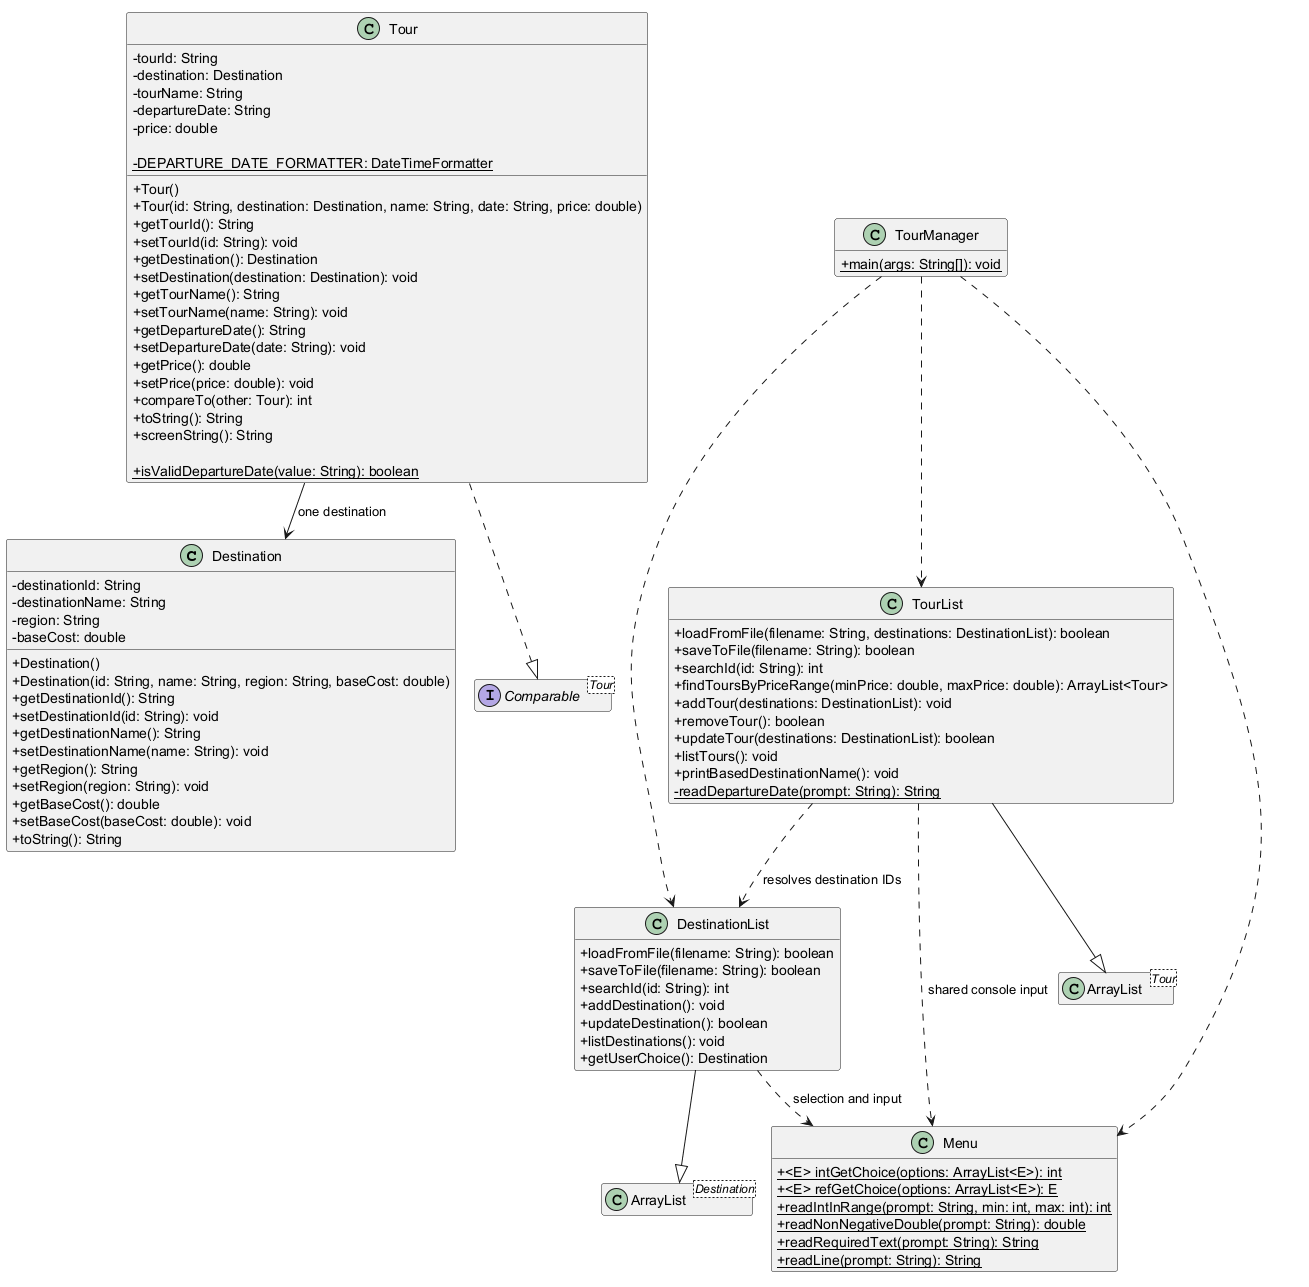 C Tour
-tourId: String
-destination: Destination
-tourName: String
-departureDate: String
-price: double
-DEPARTURE_DATE_FORMATTER: DateTimeFormatter
+Tour()
+Tour(id: String, destination: Destination, name: String, date: String, price: double)
+getTourId(): String
+setTourId(id: String): void
+getDestination(): Destination
+setDestination(destination: Destination): void
+getTourName(): String
+setTourName(name: String): void
+getDepartureDate(): String
+setDepartureDate(date: String): void
+getPrice(): double
+setPrice(price: double): void
+compareTo(other: Tour): int
+toString(): String
+screenString(): String
+isValidDepartureDate(value: String): boolean
C TourManager
+main(args: String[]): void
one destination
C Destination
-destinationId: String
-destinationName: String
-region: String
-baseCost: double
+Destination()
+Destination(id: String, name: String, region: String, baseCost: double)
+getDestinationId(): String
+setDestinationId(id: String): void
+getDestinationName(): String
+setDestinationName(name: String): void
+getRegion(): String
+setRegion(region: String): void
+getBaseCost(): double
+setBaseCost(baseCost: double): void
+toString(): String
I Comparable Tour
C TourList
+loadFromFile(filename: String, destinations: DestinationList): boolean
+saveToFile(filename: String): boolean
+searchId(id: String): int
+findToursByPriceRange(minPrice: double, maxPrice: double): ArrayList<Tour>
+addTour(destinations: DestinationList): void
+removeTour(): boolean
+updateTour(destinations: DestinationList): boolean
+listTours(): void
+printBasedDestinationName(): void
-readDepartureDate(prompt: String): String
resolves destination IDs
C DestinationList
+loadFromFile(filename: String): boolean
+saveToFile(filename: String): boolean
+searchId(id: String): int
+addDestination(): void
+updateDestination(): boolean
+listDestinations(): void
+getUserChoice(): Destination
shared console input
C ArrayList Tour
selection and input
C ArrayList Destination
C Menu
+<E> intGetChoice(options: ArrayList<E>): int
+<E> refGetChoice(options: ArrayList<E>): E
+readIntInRange(prompt: String, min: int, max: int): int
+readNonNegativeDouble(prompt: String): double
+readRequiredText(prompt: String): String
+readLine(prompt: String): String